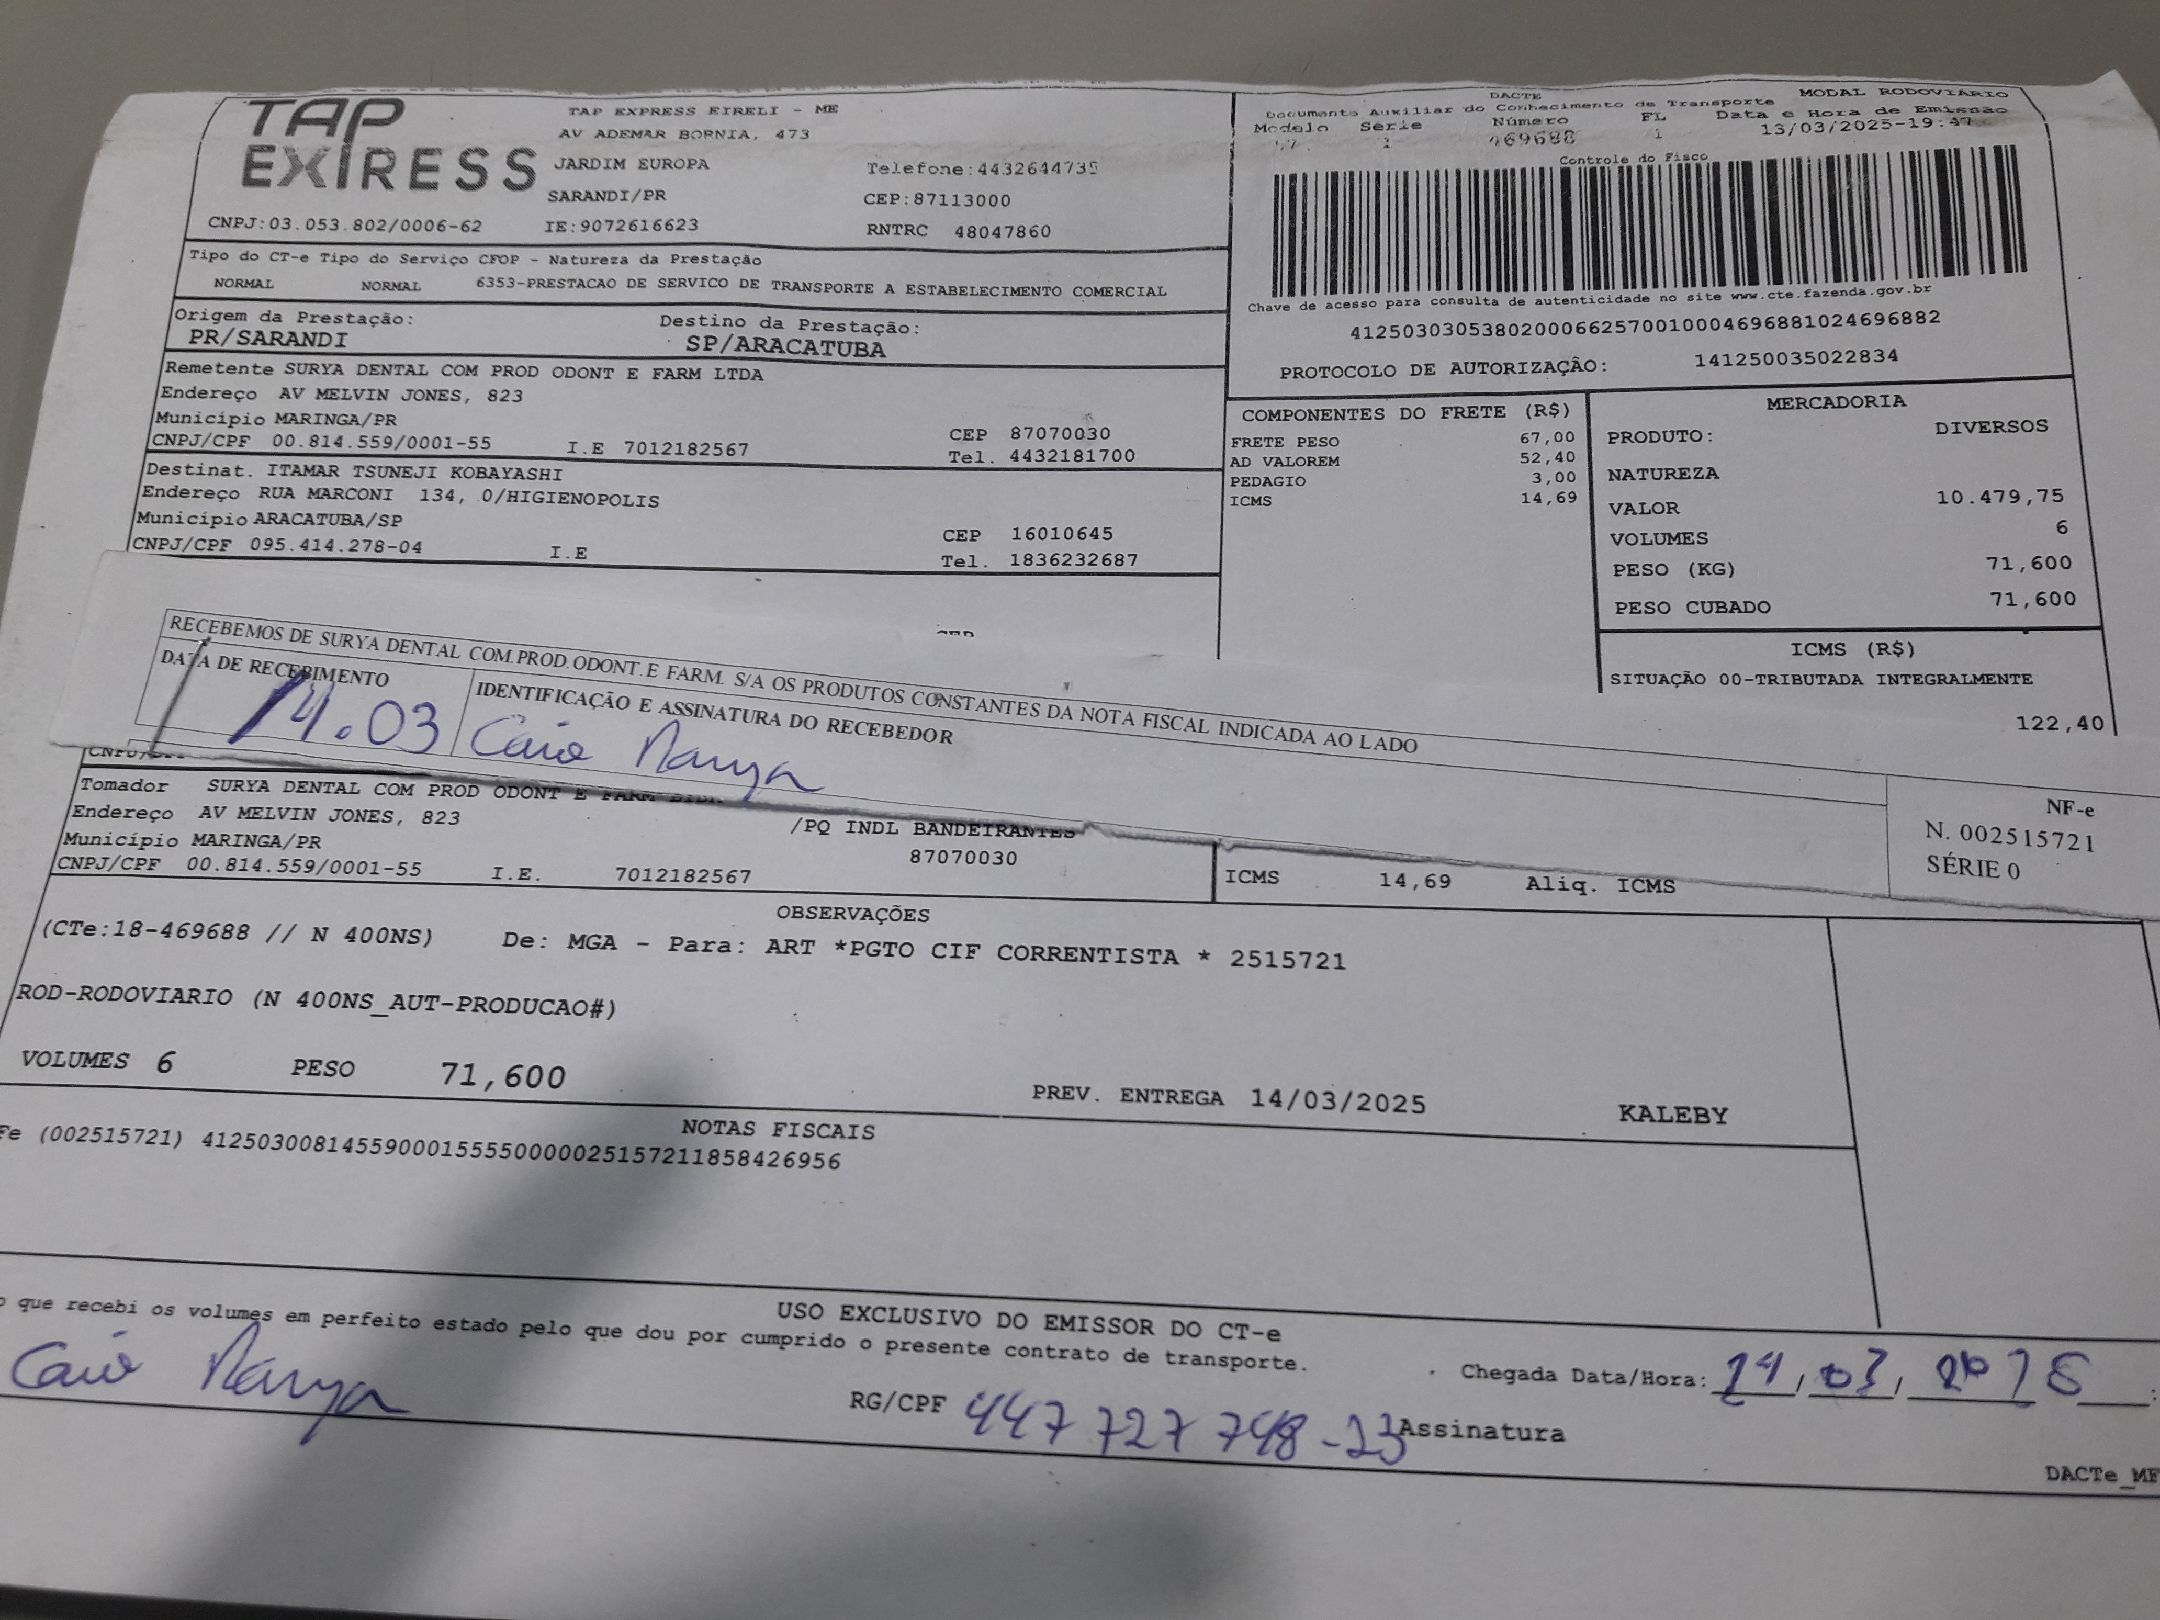 TAP EXPRESS
TAP EXPRESS EIRELI - ME
AV ADEMAR BORNIA, 473
JARDIM EUROPA Telefone:4432644735
SARANDI/PR CEP:87113000
CNPJ:03.053.802/0006-62 IE:9072616623 RNTRC 48047860
DACTE MODAL RODOVIÁRIO
Documento Auxiliar do Conhecimento de Transporte
Modelo Série Número FL Data e Hora de Emissão
1 469688 1 13/03/2025-19:47
Controle do Fisco
Chave de acesso para consulta de autenticidade no site www.cte.fazenda.gov.br
41250303053802000662570010004696881024696882
PROTOCOLO DE AUTORIZAÇÃO: 141250035022834
Tipo do CT-e Tipo do Serviço CFOP - Natureza da Prestação
NORMAL NORMAL 6353-PRESTACAO DE SERVICO DE TRANSPORTE A ESTABELECIMENTO COMERCIAL
Origem da Prestação: Destino da Prestação:
PR/SARANDI SP/ARACATUBA
Remetente SURYA DENTAL COM PROD ODONT E FARM LTDA
Endereço AV MELVIN JONES, 823
Município MARINGA/PR CEP 87070030
CNPJ/CPF 00.814.559/0001-55 I.E 7012182567 Tel. 4432181700
Destinat. ITAMAR TSUNEJI KOBAYASHI
Endereço RUA MARCONI 134, 0/HIGIENOPOLIS
Município ARACATUBA/SP CEP 16010645
CNPJ/CPF 095.414.278-04 I.E Tel. 1836232687
COMPONENTES DO FRETE (R$)
FRETE PESO 67,00
AD VALOREM 52,40
PEDAGIO 3,00
ICMS 14,69
MERCADORIA
PRODUTO: DIVERSOS
NATUREZA
VALOR 10.479,75
VOLUMES 6
PESO (KG) 71,600
PESO CUBADO 71,600
ICMS (R$)
SITUAÇÃO 00-TRIBUTADA INTEGRALMENTE
122,40
RECEBEMOS DE SURYA DENTAL COM.PROD.ODONT.E FARM. S/A OS PRODUTOS CONSTANTES DA NOTA FISCAL INDICADA AO LADO
DATA DE RECEBIMENTO IDENTIFICAÇÃO E ASSINATURA DO RECEBEDOR
14.03 Caio
NF-e
N. 002515721
SÉRIE 0
Tomador SURYA DENTAL COM PROD ODONT E FARM
Endereço AV MELVIN JONES, 823 /PQ INDL BANDEIRANTES
Município MARINGA/PR 87070030
CNPJ/CPF 00.814.559/0001-55 I.E. 7012182567
ICMS 14,69 Aliq. ICMS
OBSERVAÇÕES
(CTe:18-469688 // N 400NS) De: MGA - Para: ART *PGTO CIF CORRENTISTA * 2515721
ROD-RODOVIARIO (N 400NS_AUT-PRODUCAO#)
VOLUMES 6 PESO 71,600 PREV. ENTREGA 14/03/2025 KALEBY
NOTAS FISCAIS
Fe (002515721) 41250300814559000155550000025157211858426956
USO EXCLUSIVO DO EMISSOR DO CT-e
que recebi os volumes em perfeito estado pelo que dou por cumprido o presente contrato de transporte.
Chegada Data/Hora:
Caio
RG/CPF 447 727 748-23 Assinatura